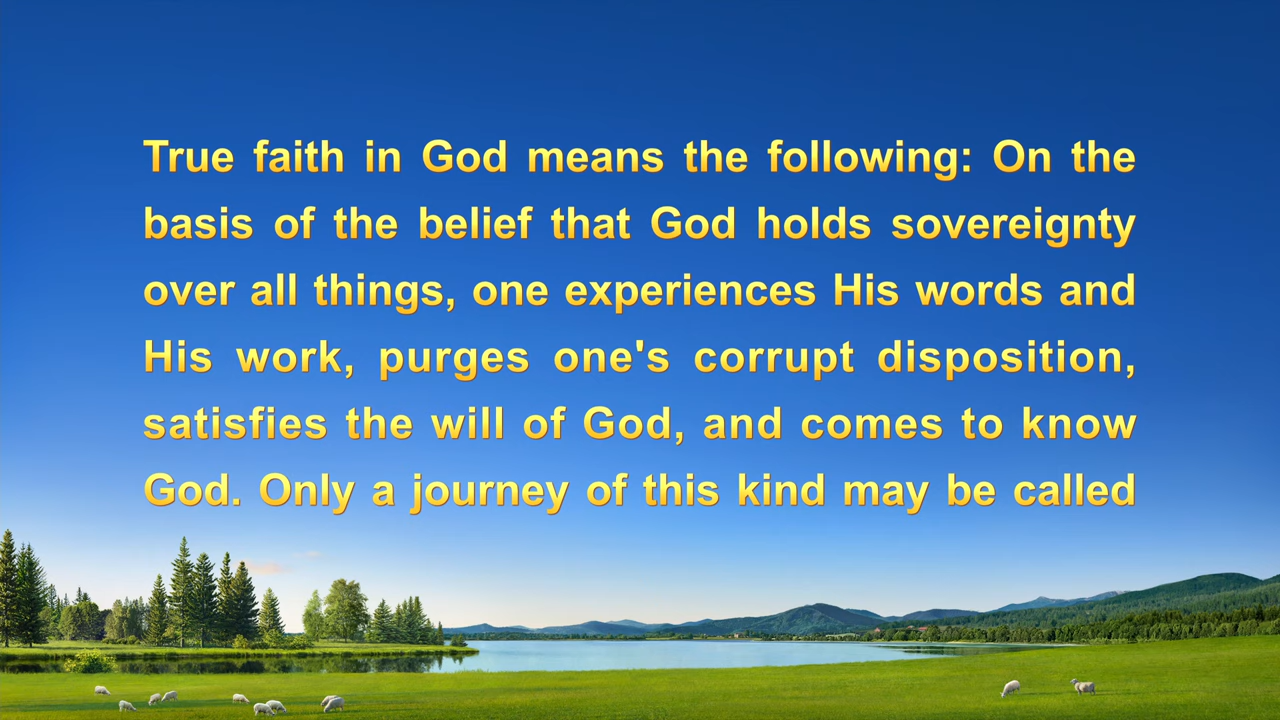 True faith in God means the following: On the
basis of the belief that God holds sovereignty
over all things, one experiences His words and
His work, purges one's corrupt disposition,
satisfies the will of God, and comes to know
God. Only a journey of this kind may be called